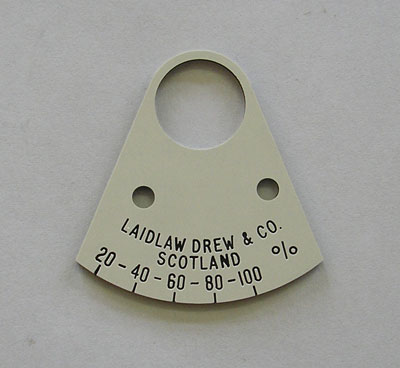 LAIDLAW DREW & CO.
SCOTLAND
20-40-60-80-100 %